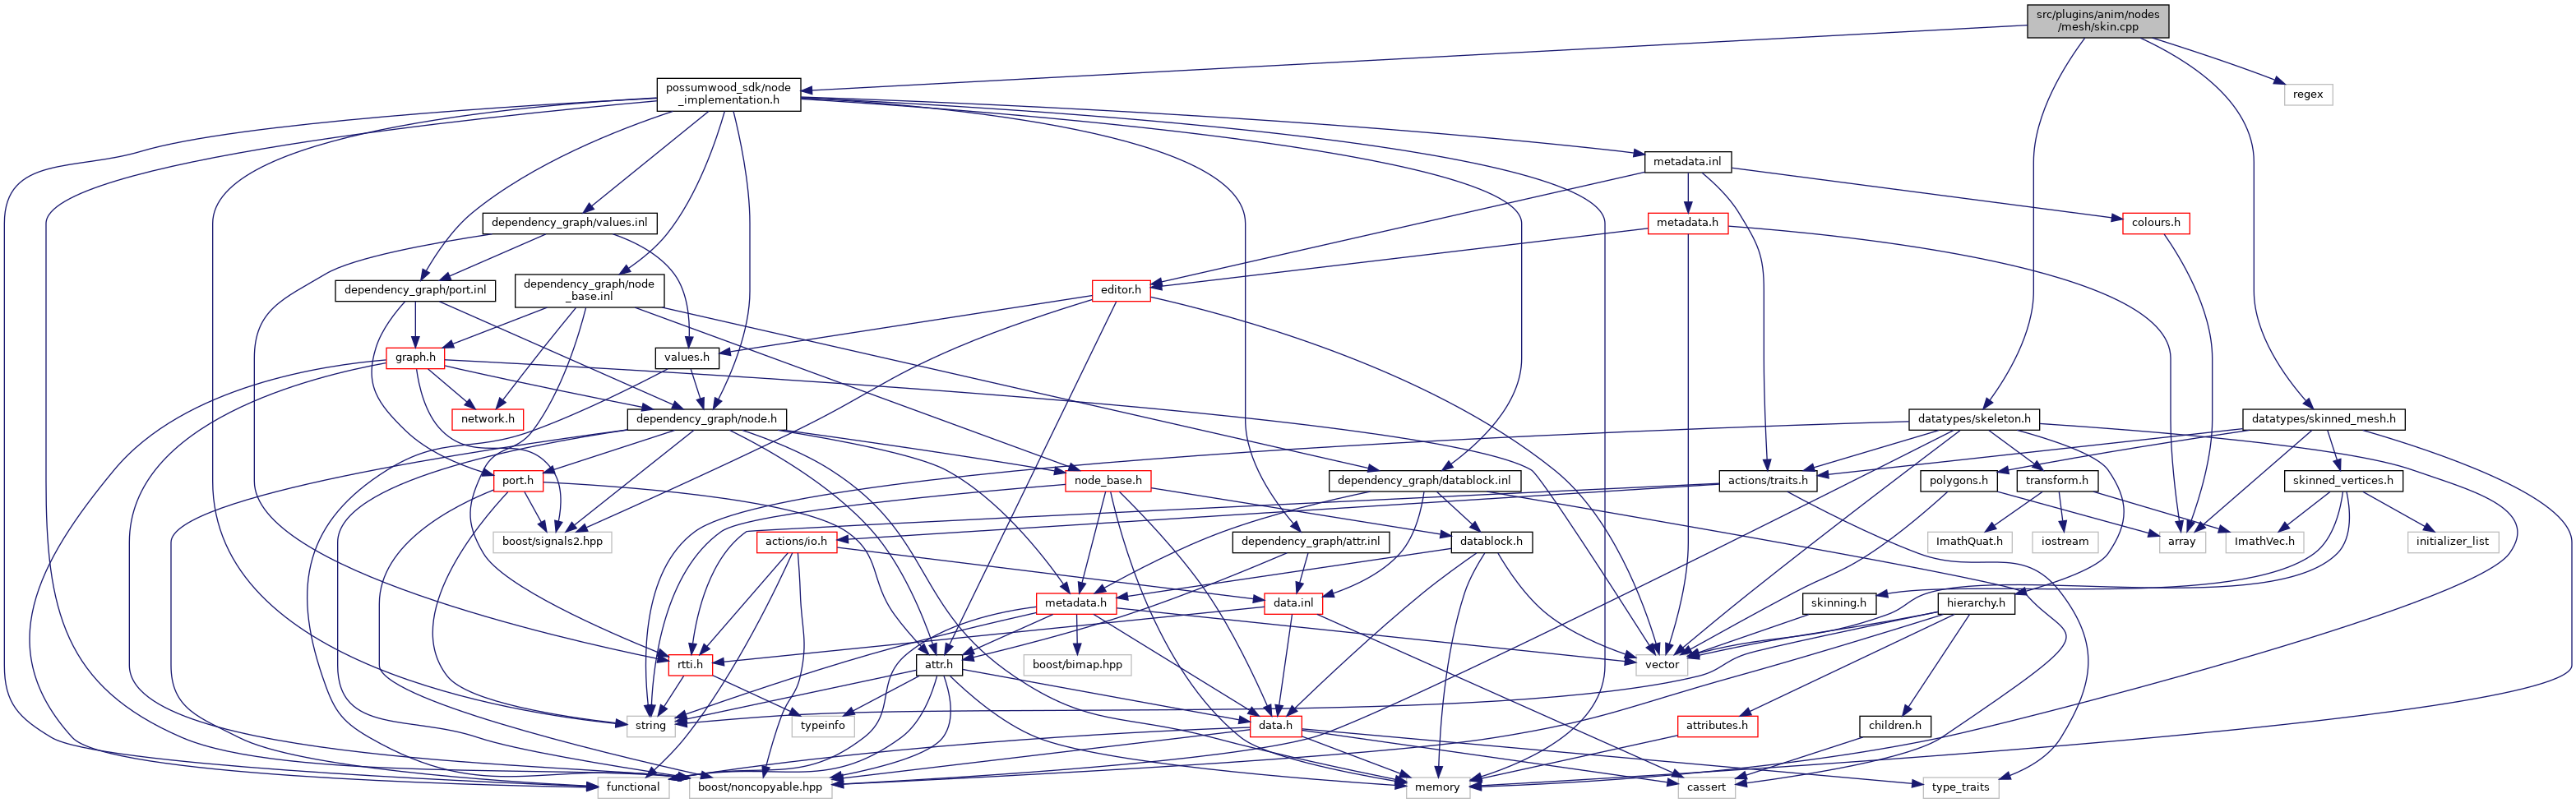 src/plugins/anim/nodes
/mesh/skin.cpp
possumwood_sdk/node
_implementation.h
regex
metadata.inl
dependency_graph/values.inl
metadata.h
colours.h
dependency_graph/port.inl
dependency_graph/node
_base.inl
editor.h
graph.h
values.h
network.h
dependency_graph/node.h
datatypes/skeleton.h
datatypes/skinned_mesh.h
port.h
node_base.h
dependency_graph/datablock.inl
actions/traits.h
polygons.h
transform.h
skinned_vertices.h
boost/signals2.hpp
actions/io.h
dependency_graph/attr.inl
datablock.h
ImathQuat.h
iostream
array
ImathVec.h
initializer_list
metadata.h
data.inl
skinning.h
hierarchy.h
rtti.h
attr.h
boost/bimap.hpp
vector
string
typeinfo
data.h
attributes.h
children.h
functional
boost/noncopyable.hpp
memory
cassert
type_traits